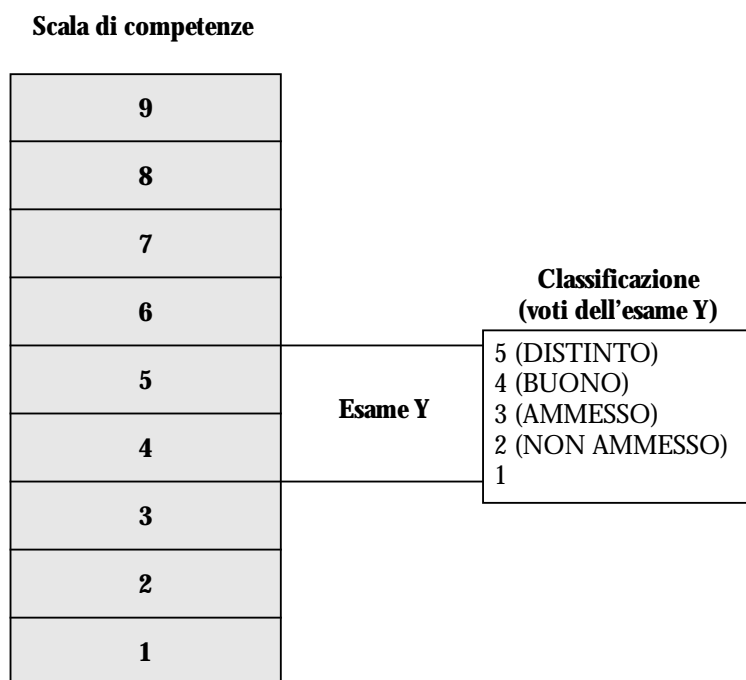 Scala di competenze
9
8
7
6
5
4
3
2
1
Esame Y
Classificazione
(voti dell'esame Y)
5 (DISTINTO)
4 (BUONO)
3 (AMMESSO)
2 (NON AMMESSO)
1